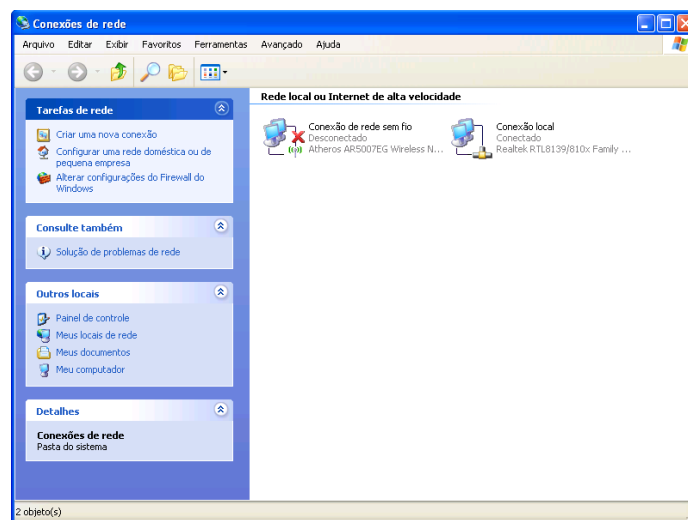 Conexões de rede
Arquivo Editar Exibir Favoritos Ferramentas Avançado Ajuda
Tarefas de rede
Criar uma nova conexão
Configurar uma rede doméstica ou de
pequena empresa
Alterar configurações do Firewall do
Windows
Consulte também
Solução de problemas de rede
Outros locais
Painel de controle
Meus locais de rede
Meus documentos
Meu computador
Detalhes
Conexões de rede
Pasta do sistema
Rede local ou Internet de alta velocidade
Conexão de rede sem fio
Desconectado
Atheros AR5007EG Wireless N...
Conexão local
Conectado
Realtek RTL8139/810x Family ...
2 objeto(s)